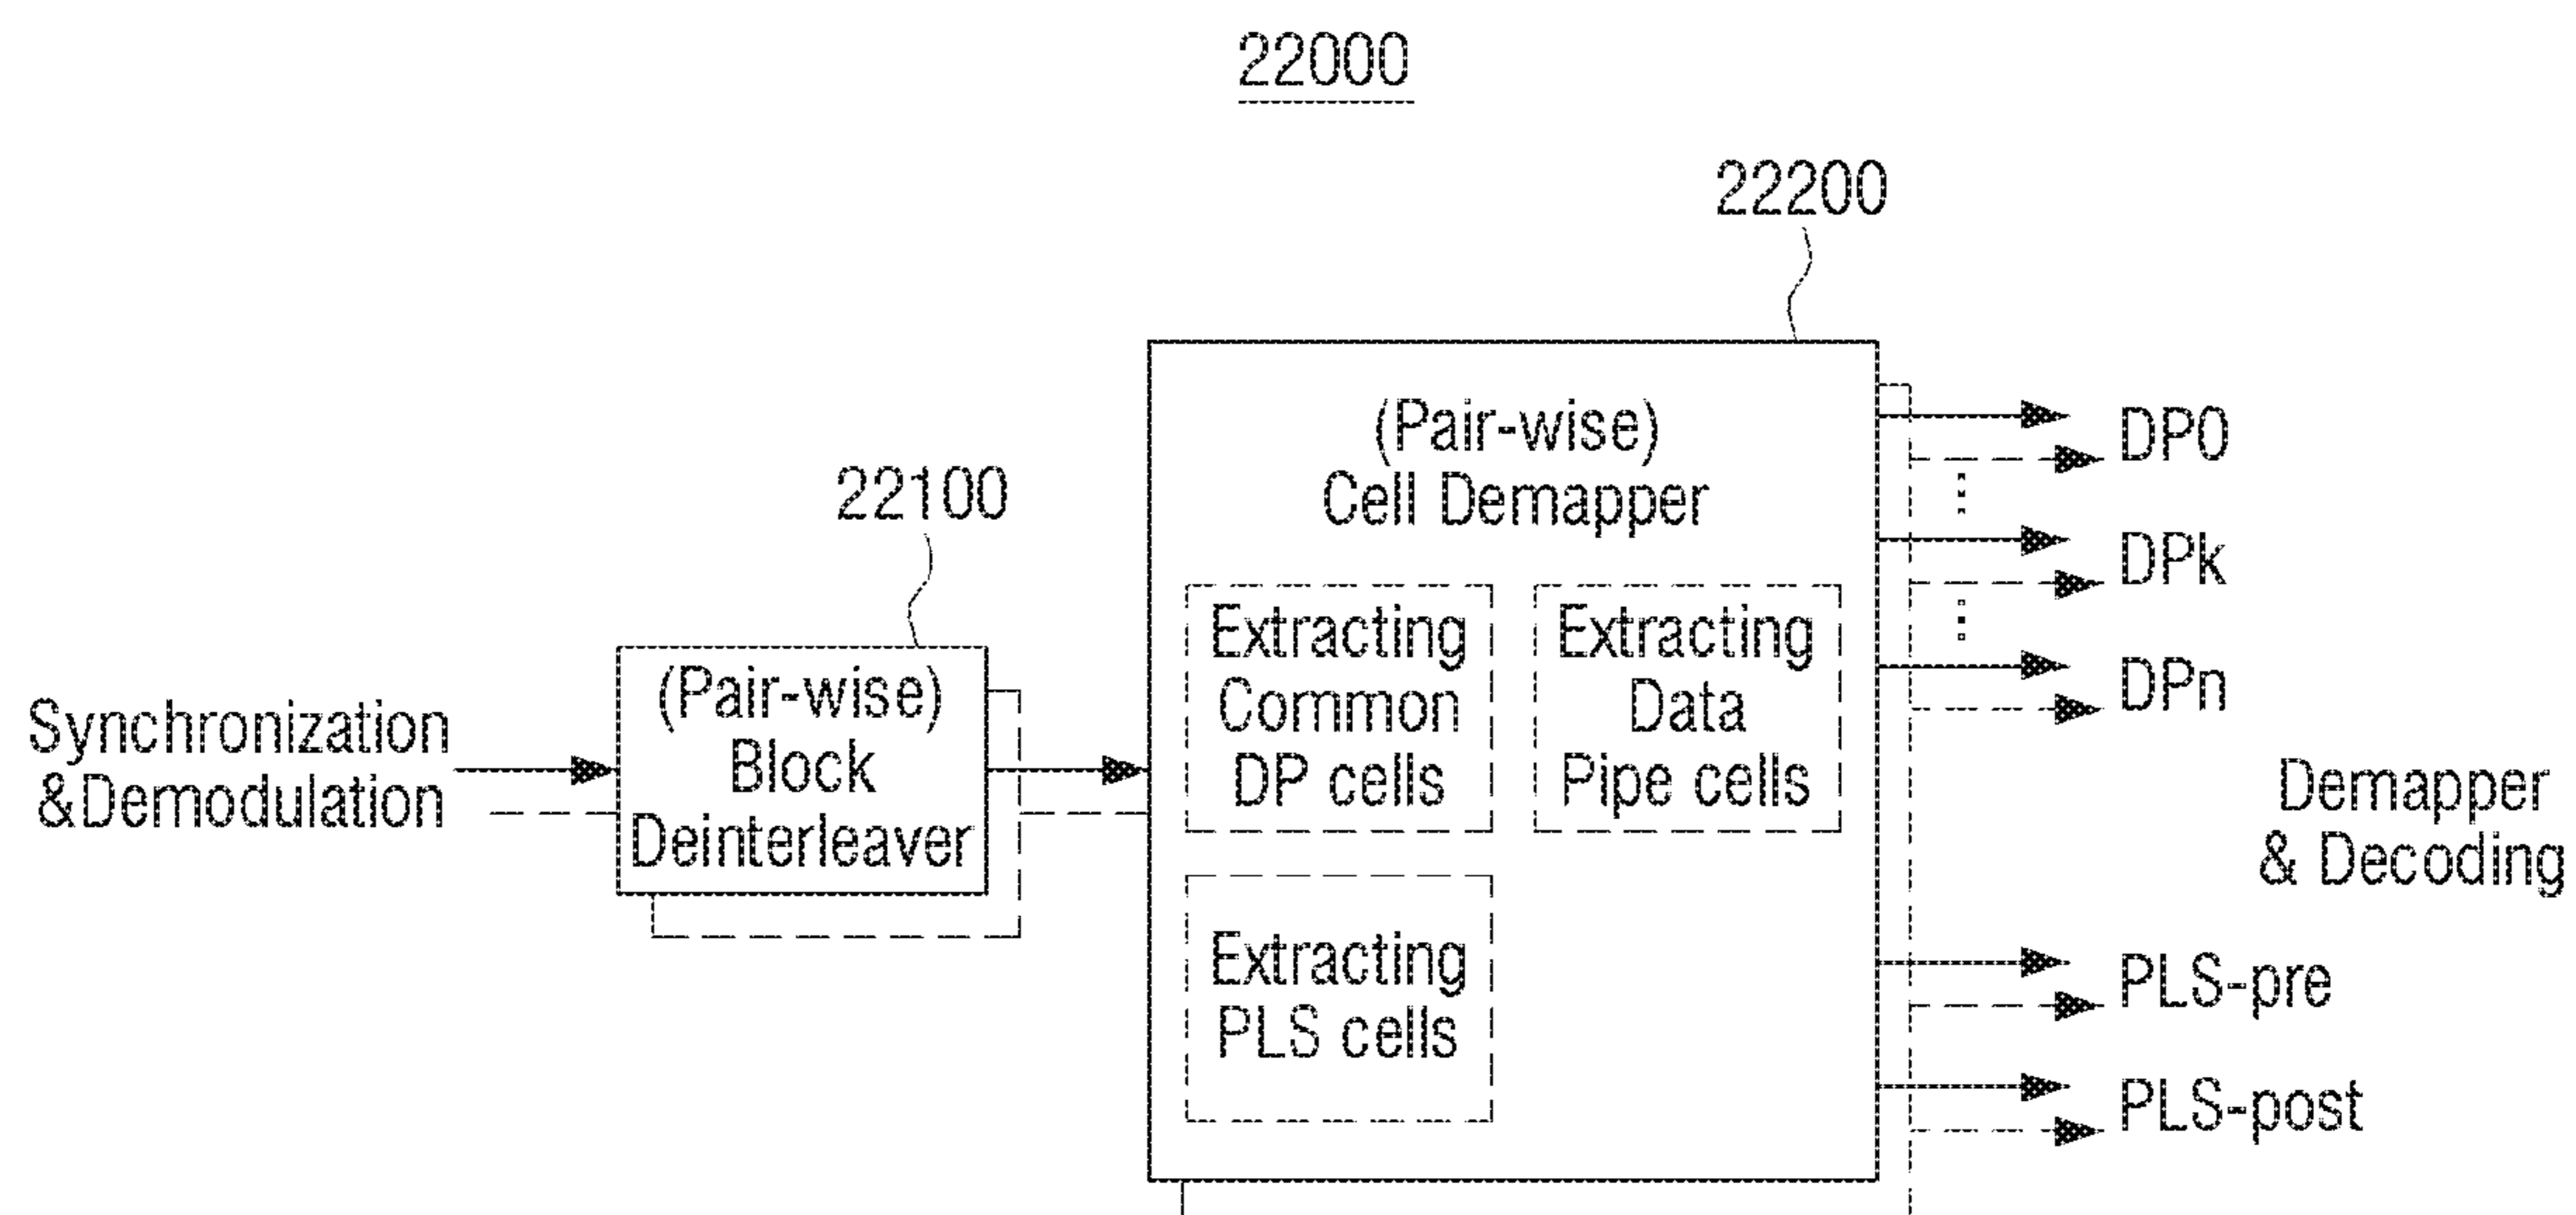 22000
22200
22100
Synchronization
&Demodulation
(Pair-wise)
Block
Deinterleaver
(Pair-wise)
Cell Demapper
Extracting
Common
DP cells
Extracting
Data
Pipe cells
Extracting
PLS cells
DP0
DPk
DPn
Demapper
& Decoding
PLS-pre
PLS-post